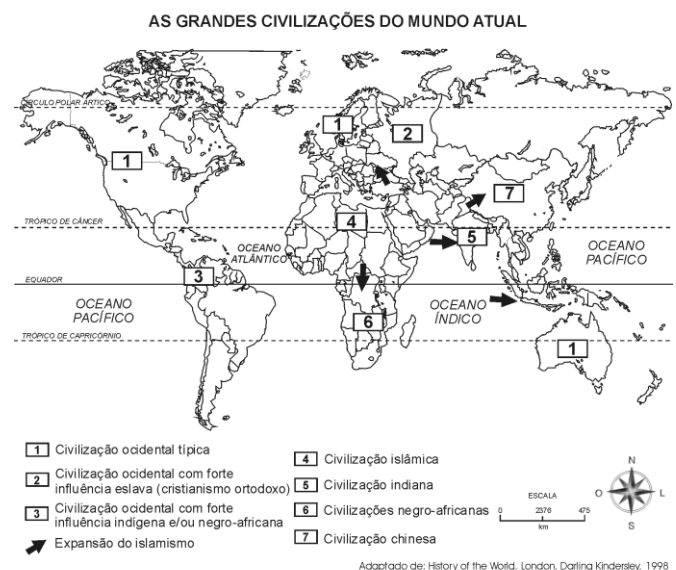 AS GRANDES CIVILIZAÇÕES DO MUNDO ATUAL
CÍRCULO POLAR ÁRTICO
1
1
2
7
TRÓPICO DE CÂNCER
4
5
OCEANO
ATLÂNTICO
OCEANO
PACÍFICO
3
EQUADOR
OCEANO
PACÍFICO
OCEANO
ÍNDICO
6
TRÓPICO DE CAPRICÓRNIO
1
1 Civilização ocidental típica
2 Civilização ocidental com forte
influência eslava (cristianismo ortodoxo)
3 Civilização ocidental com forte
influência indígena e/ou negro-africana
Expansão do islamismo
4 Civilização islâmica
5 Civilização indiana
6 Civilizações negro-africanas
7 Civilização chinesa
ESCALA
0 2376 475
km
N
O L
S
Adaptado de: History of the World. London, Darling Kindersley, 1998